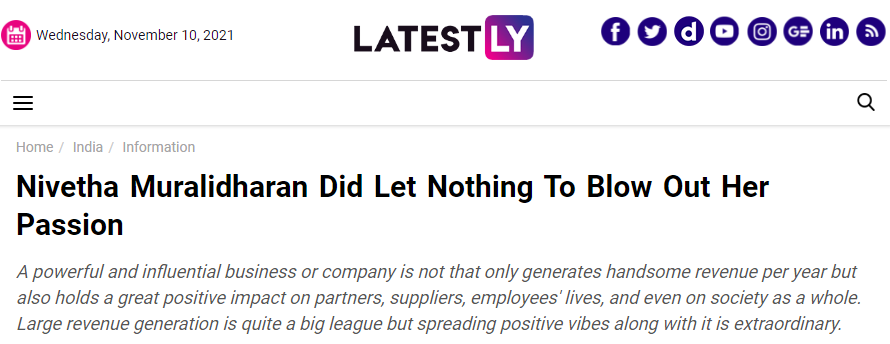 Wednesday, November 10, 2021
LATESTLY
Home / India / Information
Nivetha Muralidharan Did Let Nothing To Blow Out Her
Passion
A powerful and influential business or company is not that only generates handsome revenue per year but
also holds a great positive impact on partners, suppliers, employees' lives, and even on society as a whole.
Large revenue generation is quite a big league but spreading positive vibes along with it is extraordinary.